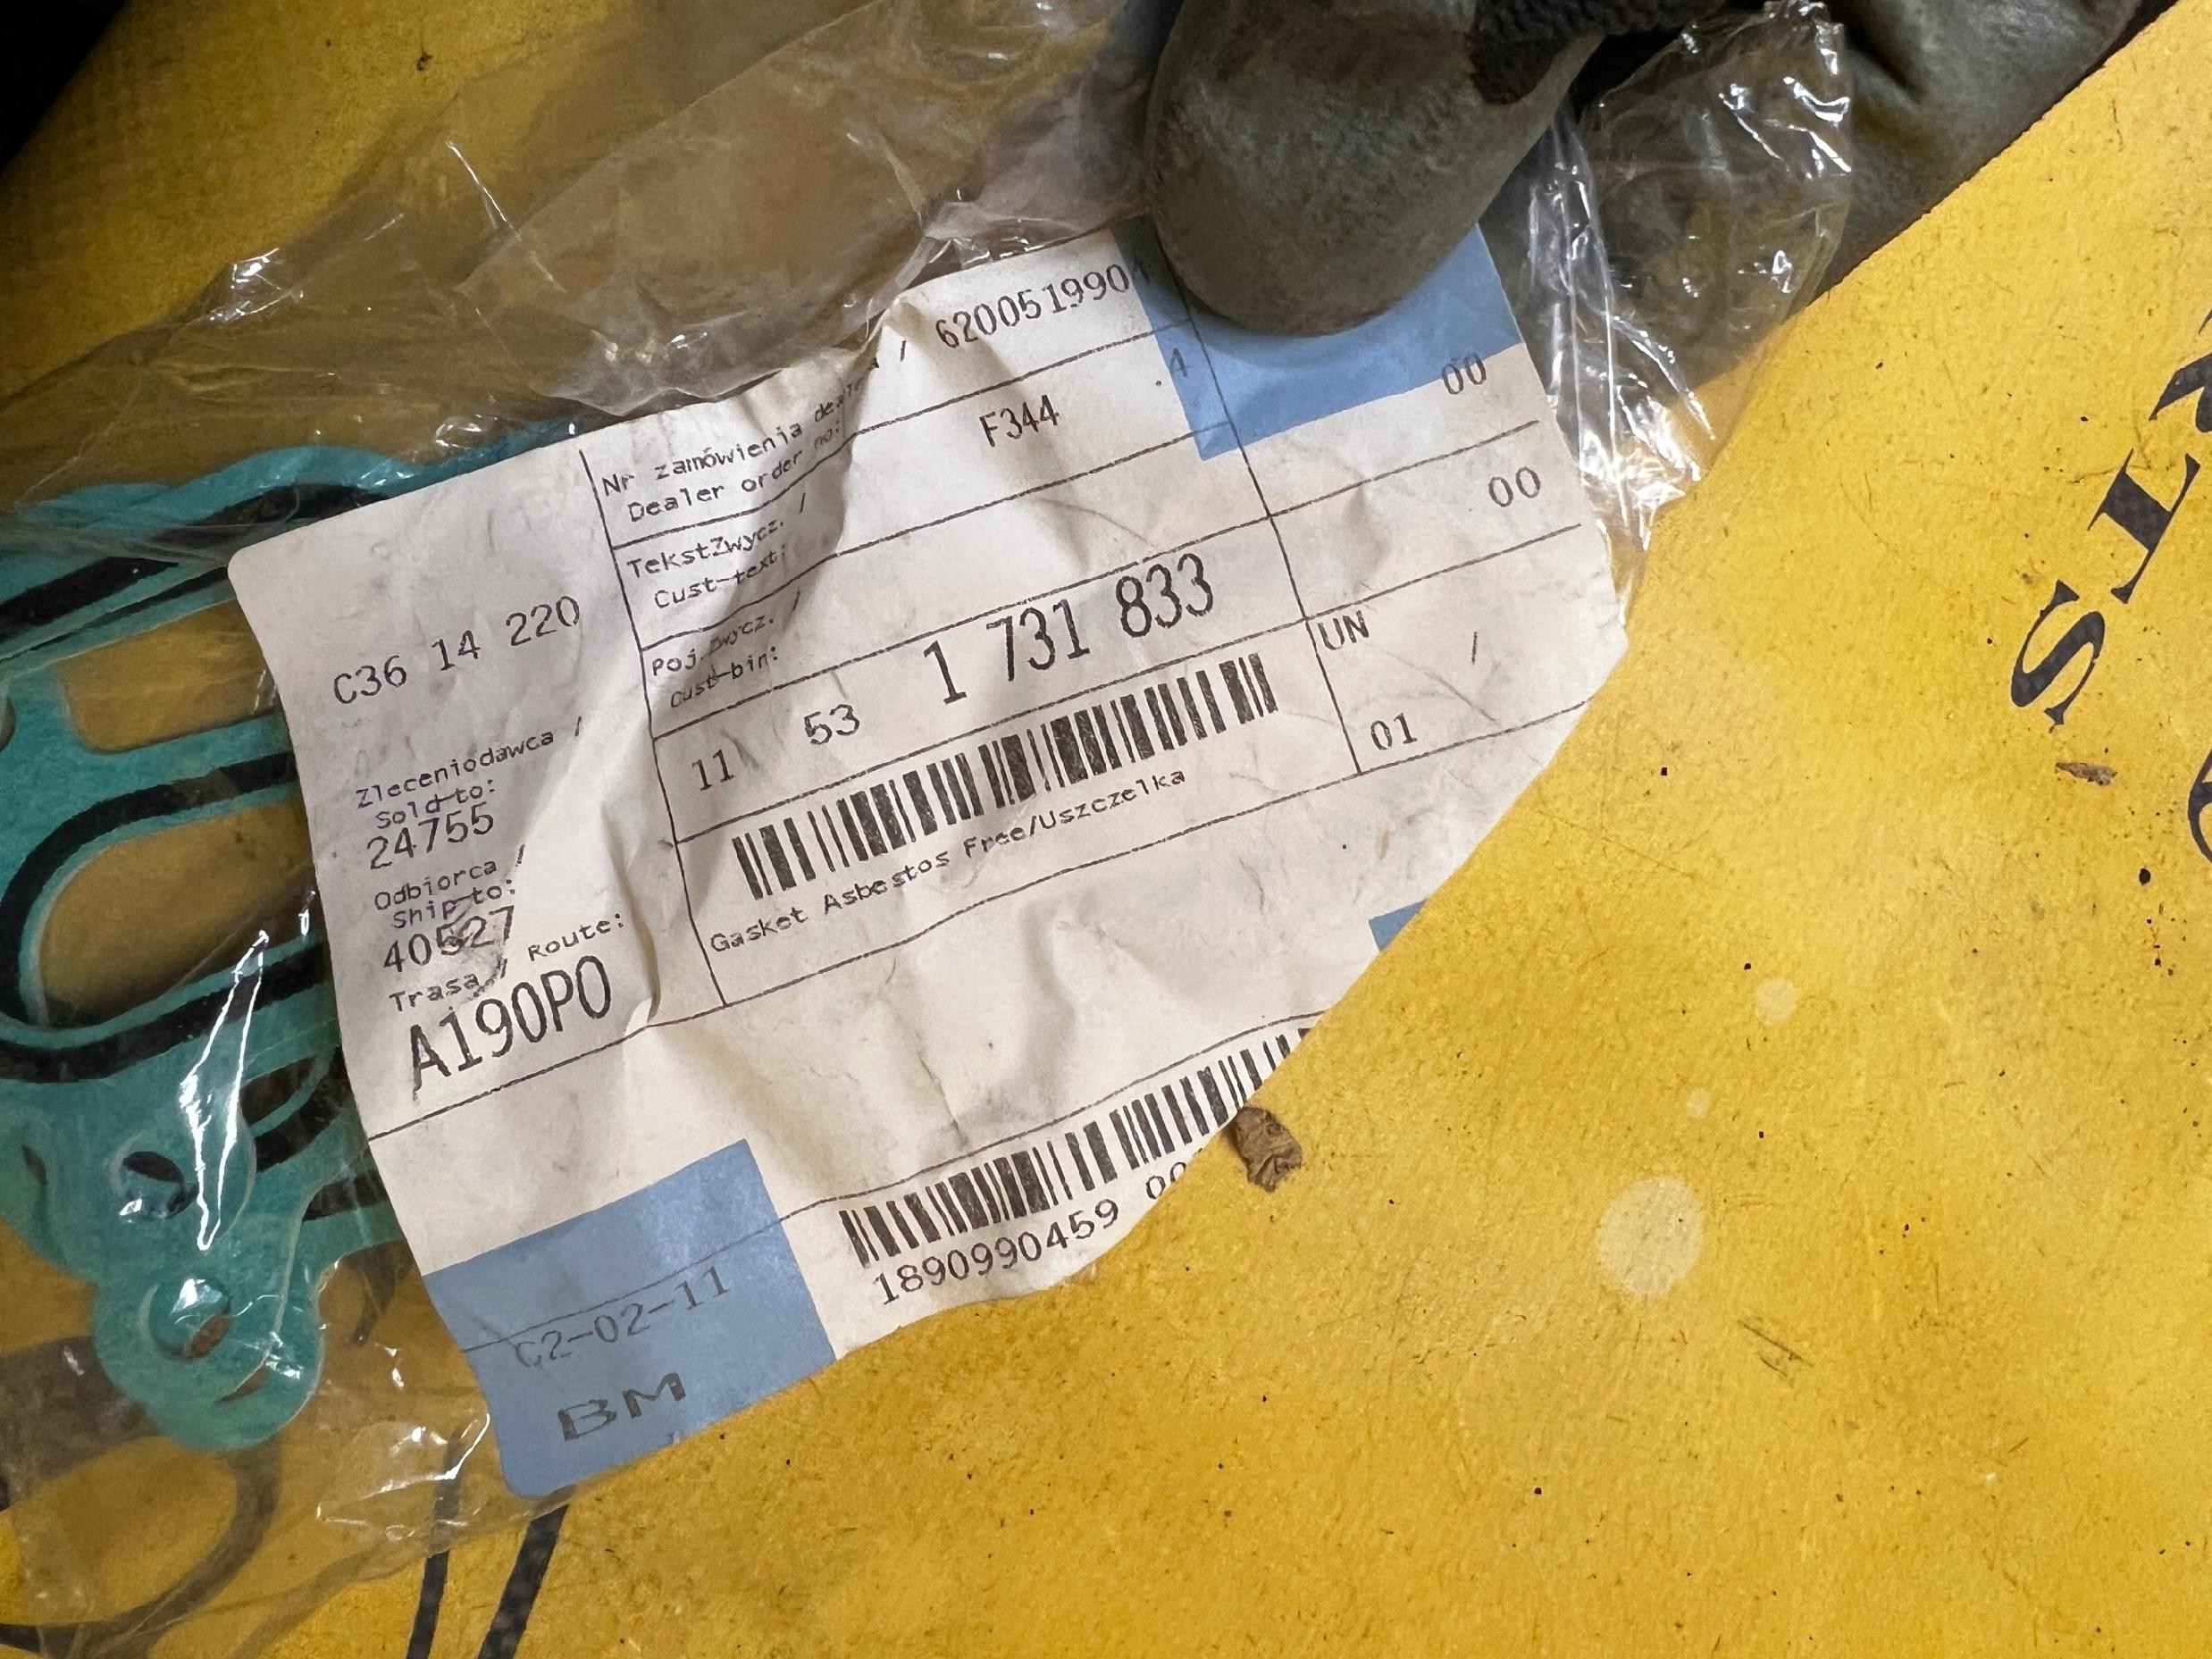 C36 14 220
Zleceniodawca /
Sold-to:
24755
Odbiorca /
Ship-to:
40527
Trasa / Route:
A190PO
Nr zamówienia dealera / 620051990
Dealer order no:
TekstZwycz. / F344
Cust-text:
Poj.Zwycz. /
Cust-bin:
00
00
11 53 1 731 833
UN /
01
Gasket Asbestos Free/Uszczelka
1890990459
C2-02-11
BM